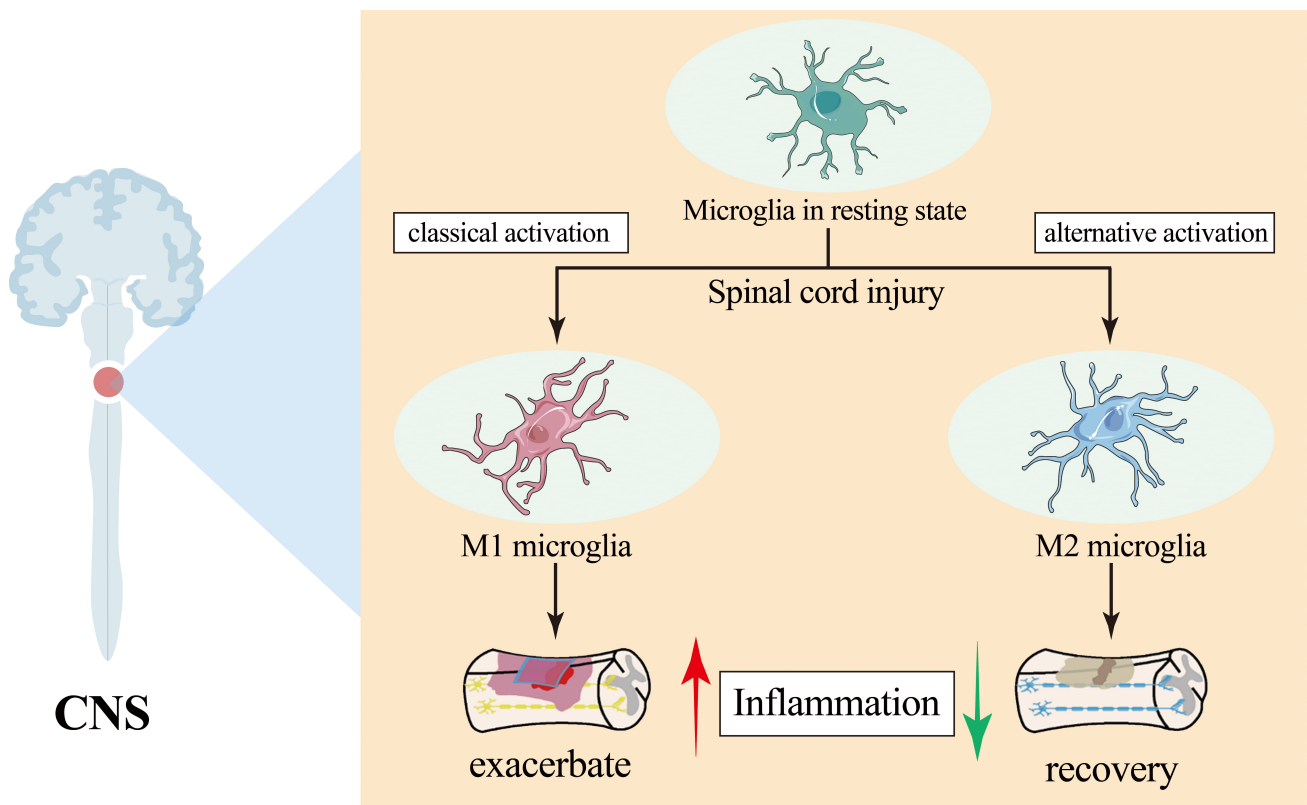 Microglia in resting state
classical activation
alternative activation
Spinal cord injury
M1 microglia
M2 microglia
CNS
Inflammation
exacerbate
recovery